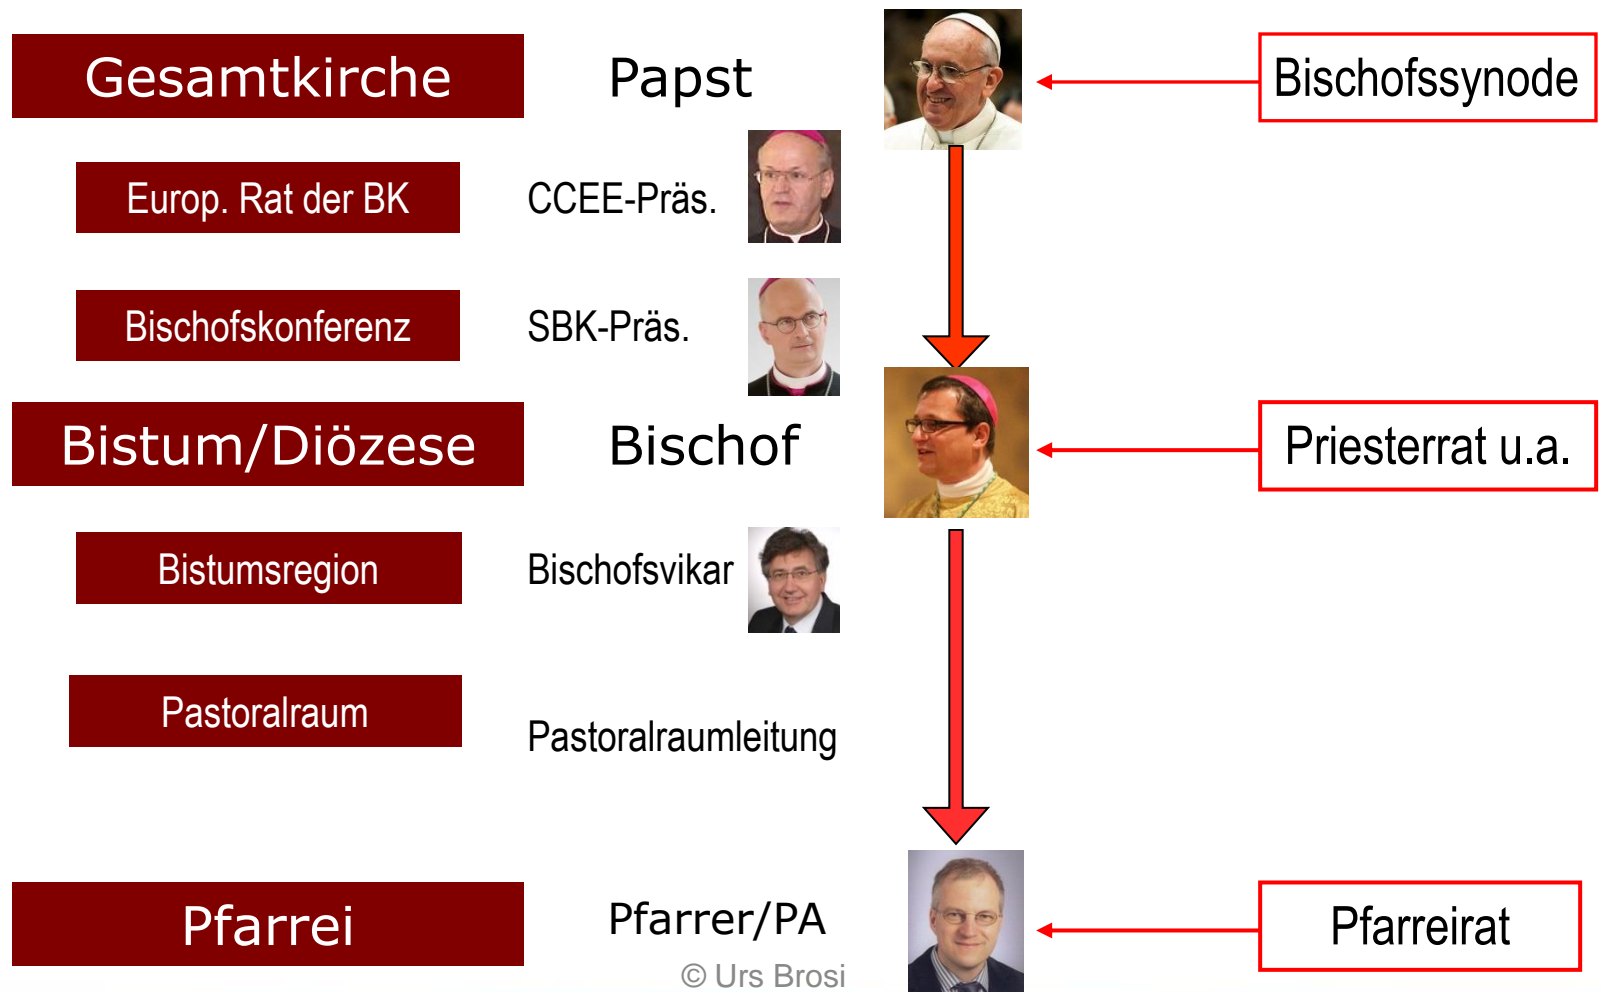 Gesamtkirche
Papst
Bischofssynode
Europ. Rat der BK
CCEE-Präs.
Bischofskonferenz
SBK-Präs.
Bistum/Diözese
Bischof
Priesterrat u.a.
Bistumsregion
Bischofsvikar
Pastoralraum
Pastoralraumleitung
Pfarrei
Pfarrer/PA
Pfarreirat
© Urs Brosi